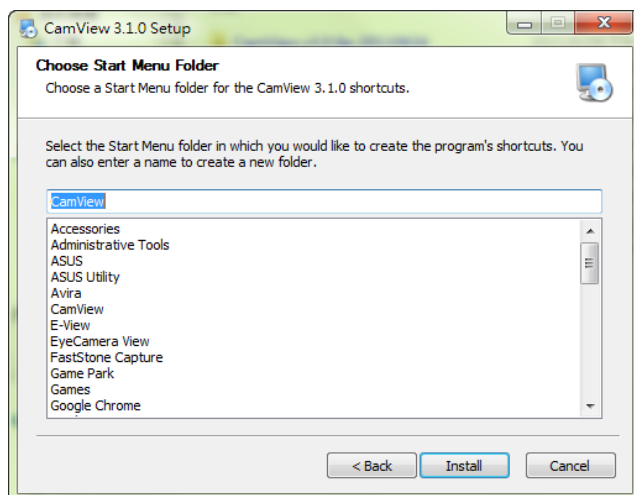 CamView 3.1.0 Setup
Choose Start Menu Folder
Choose a Start Menu folder for the CamView 3.1.0 shortcuts.
Select the Start Menu folder in which you would like to create the program's shortcuts. You
can also enter a name to create a new folder.
CamView
Accessories
Administrative Tools
ASUS
ASUS Utility
Avira
CamView
E-View
EyeCamera View
FastStone Capture
Game Park
Games
Google Chrome
< Back
Install
Cancel